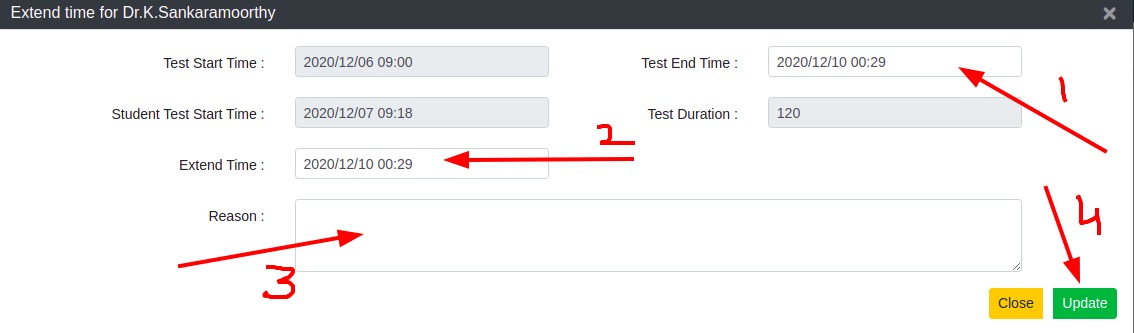 Extend time for Dr.K.Sankaramoorthy ×
Test Start Time : 2020/12/06 09:00 Test End Time : 2020/12/10 00:29
1
Student Test Start Time : 2020/12/07 09:18 Test Duration : 120
2
Extend Time : 2020/12/10 00:29
Reason :
4
3
Close Update